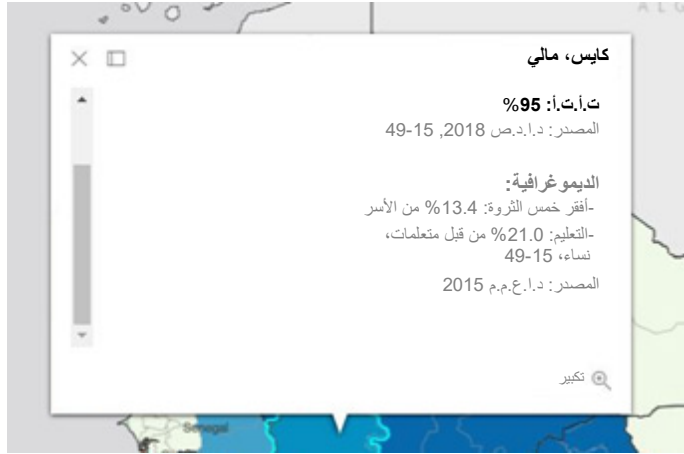 ALG
كايس، مالي
ت.أ.ت.أ: 95%
المصدر: د.ا.د.ص 2018, 15-49
الديموغرافية:
-أفقر خمس الثروة: 13.4% من الأسر
-التعليم: 21.0% من قبل متعلمات،
نساء، 15-49
المصدر: د.ا.ع.م.م 2015
تكبير
Senegal